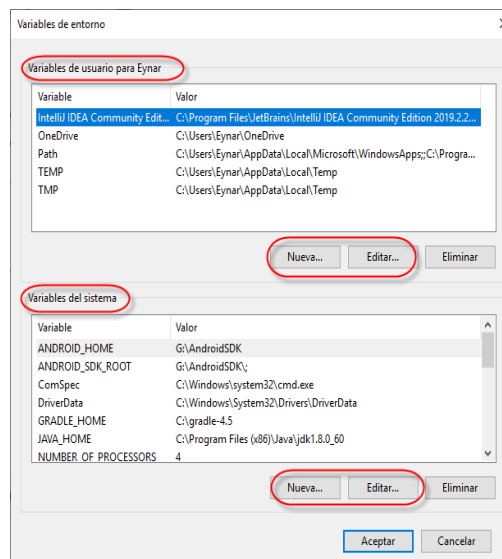 Variables de entorno
Variables de usuario para Eynar
Variable Valor
IntelliJ IDEA Community Edit... C:\Program Files\JetBrains\IntelliJ IDEA Community Edition 2019.2.2...
OneDrive C:\Users\Eynar\OneDrive
Path C:\Users\Eynar\AppData\Local\Microsoft\WindowsApps;;C:\Progra...
TEMP C:\Users\Eynar\AppData\Local\Temp
TMP C:\Users\Eynar\AppData\Local\Temp
Nueva... Editar... Eliminar
Variables del sistema
Variable Valor
ANDROID_HOME G:\AndroidSDK
ANDROID_SDK_ROOT G:\AndroidSDK\;
ComSpec C:\Windows\system32\cmd.exe
DriverData C:\Windows\System32\Drivers\DriverData
GRADLE_HOME C:\gradle-4.5
JAVA_HOME C:\Program Files (x86)\Java\jdk1.8.0_60
NUMBER_OF_PROCESSORS 4
Nueva... Editar... Eliminar
Aceptar Cancelar